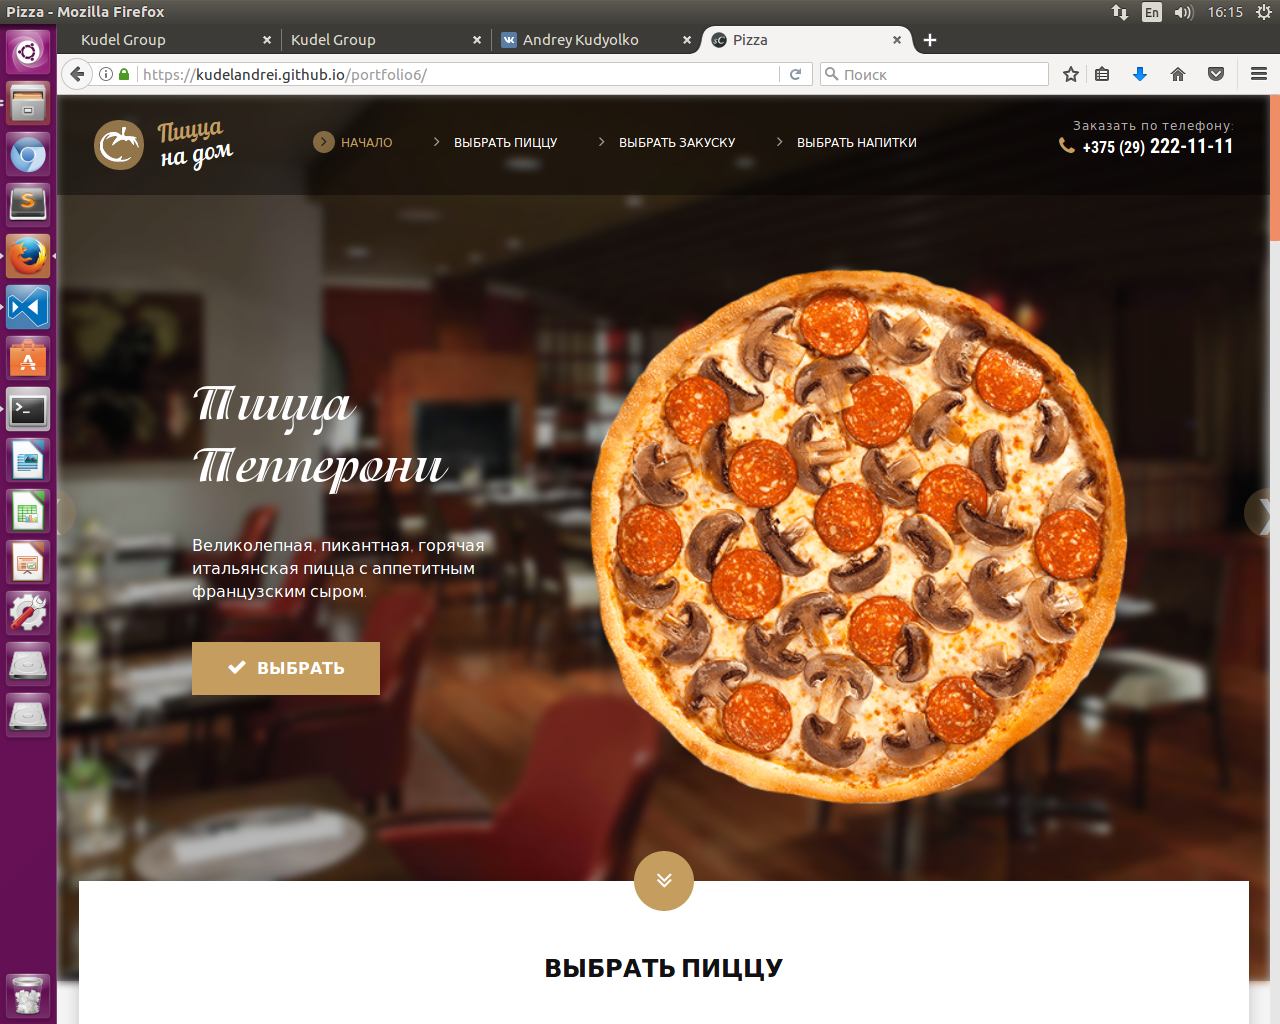 Pizza - Mozilla Firefox
En
16:15
Kudel Group
Kudel Group
Andrey Kudyolko
Pizza
https://kudelandrei.github.io/portfolio6/
Поиск
Пицца
на дом
НАЧАЛО
ВЫБРАТЬ ПИЦЦУ
ВЫБРАТЬ ЗАКУСКУ
ВЫБРАТЬ НАПИТКИ
Заказать по телефону:
+375 (29) 222-11-11
Пицца
Пепперони
Великолепная, пикантная, горячая
итальянская пицца с аппетитным
французским сыром.
ВЫБРАТЬ
ВЫБРАТЬ ПИЦЦУ